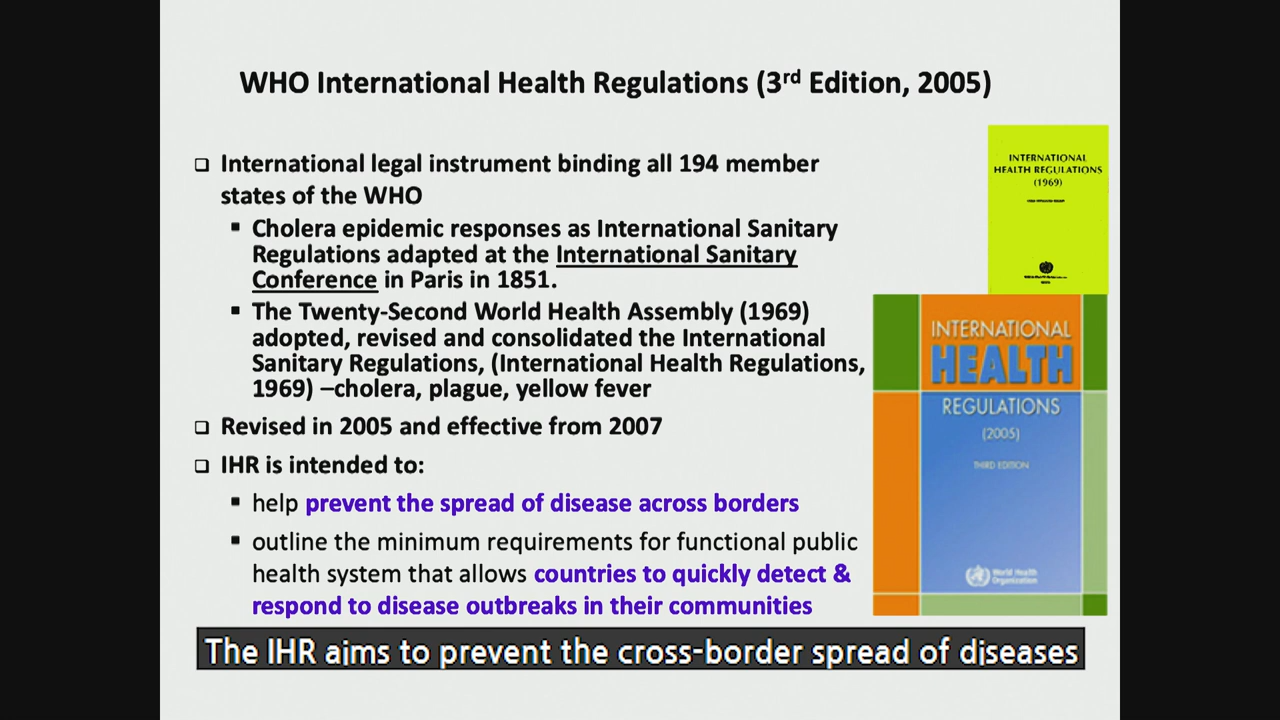 WHO International Health Regulations (3rd Edition, 2005)
❑ International legal instrument binding all 194 member
states of the WHO
▪ Cholera epidemic responses as International Sanitary
Regulations adapted at the International Sanitary
Conference in Paris in 1851.
▪ The Twenty-Second World Health Assembly (1969)
adopted, revised and consolidated the International
Sanitary Regulations, (International Health Regulations,
1969) –cholera, plague, yellow fever
❑ Revised in 2005 and effective from 2007
❑ IHR is intended to:
▪ help prevent the spread of disease across borders
▪ outline the minimum requirements for functional public
health system that allows countries to quickly detect &
respond to disease outbreaks in their communities
INTERNATIONAL
HEALTH REGULATIONS
(1969)
INTERNATIONAL
HEALTH
REGULATIONS
(2005)
THIRD EDITION
World Health
Organization
The IHR aims to prevent the cross-border spread of diseases